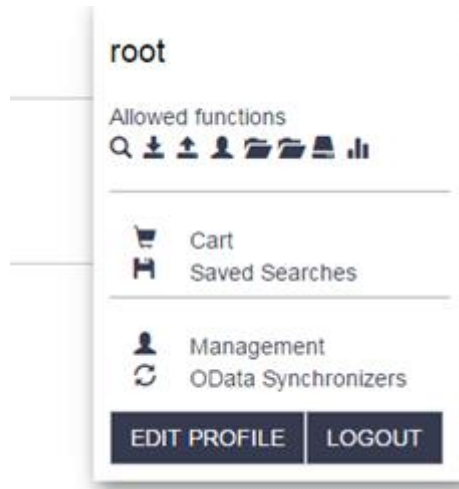 root
Allowed functions
Cart
Saved Searches
Management
OData Synchronizers
EDIT PROFILE LOGOUT